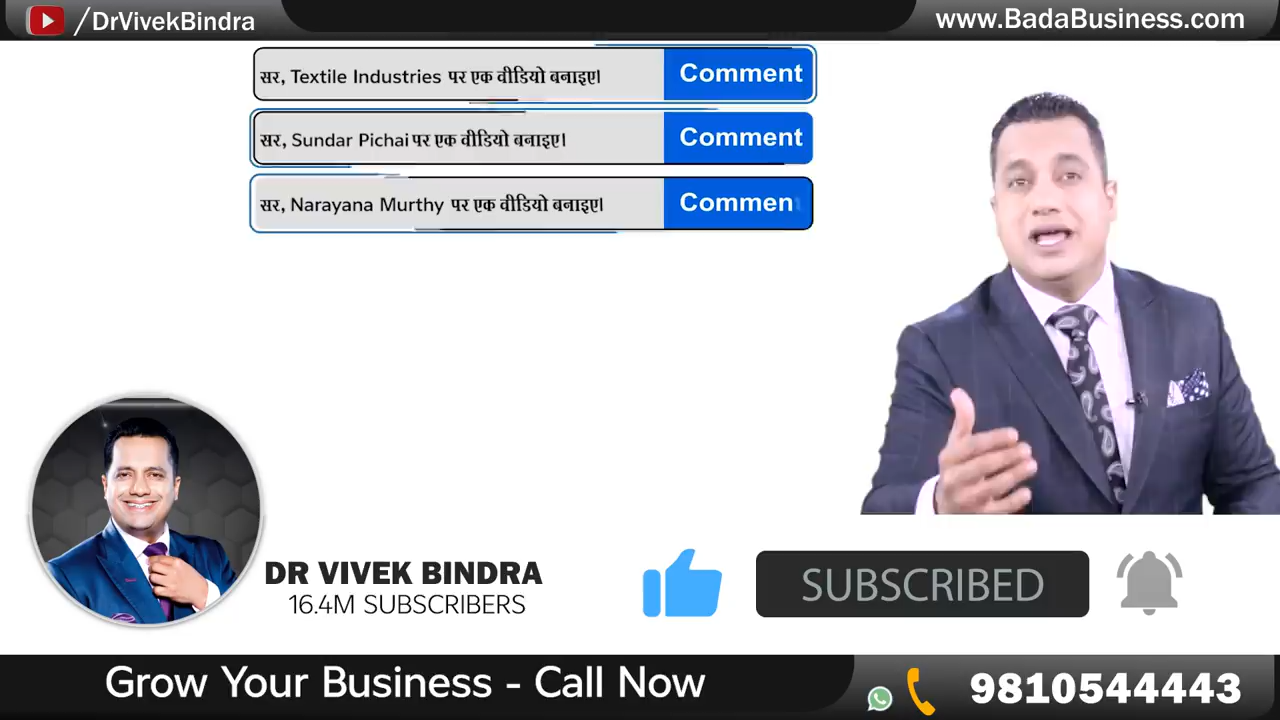 /DrVivekBindra
www.BadaBusiness.com
सर, Textile Industries पर एक वीडियो बनाइए। Comment
सर, Sundar Pichai पर एक वीडियो बनाइए। Comment
सर, Narayana Murthy पर एक वीडियो बनाइए। Commen
DR VIVEK BINDRA
16.4M SUBSCRIBERS
SUBSCRIBED
Grow Your Business - Call Now
9810544443